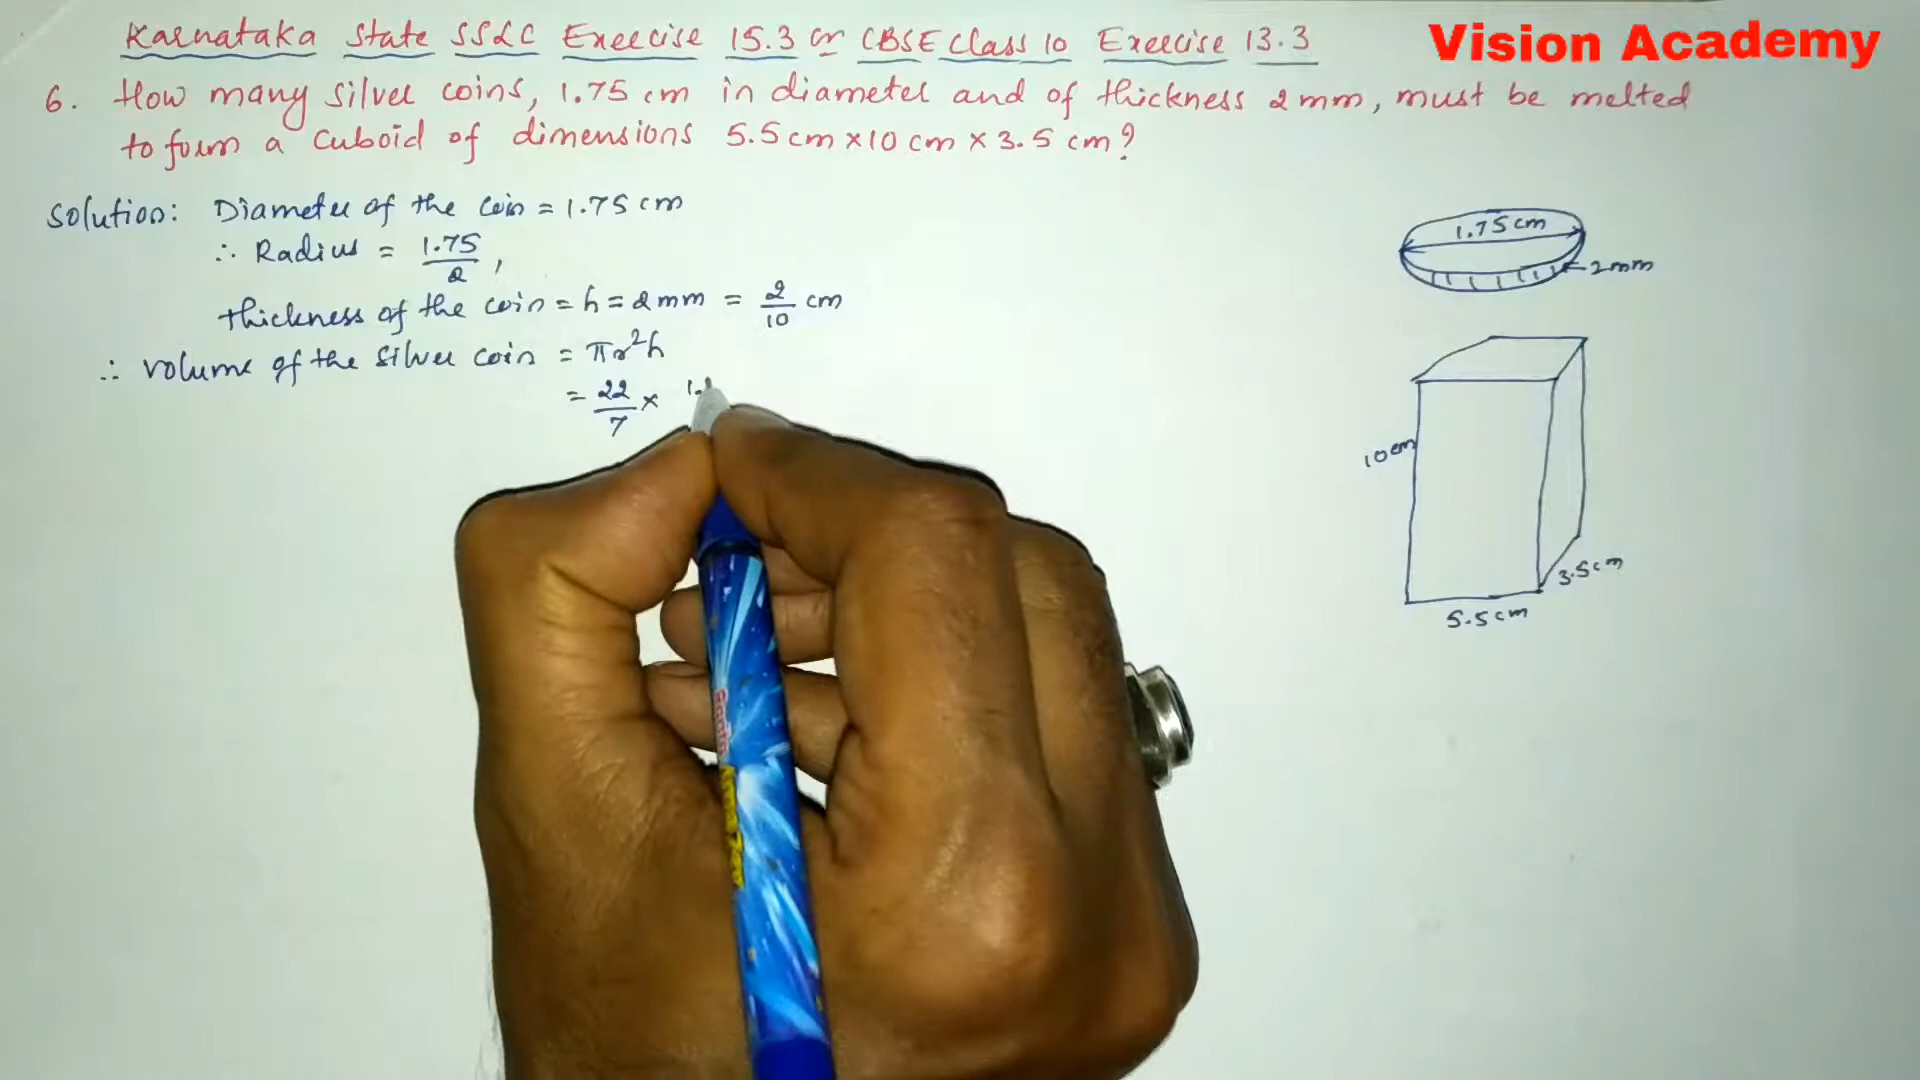 Karnataka State SSLC Exercise 15.3 or CBSE Class 10 Exercise 13.3
Vision Academy
6. How many silver coins, 1.75 cm in diameter and of thickness 2 mm, must be melted
to form a cuboid of dimensions 5.5 cm × 10 cm × 3.5 cm?
Solution: Diameter of the coin = 1.75 cm
∴ Radius = 1.75/2 ,
thickness of the coin = h = 2 mm = 2/10 cm
∴ volume of the silver coin = πr²h
= 22/7 × 1.
1.75 cm
2 mm
10 cm
3.5 cm
5.5 cm